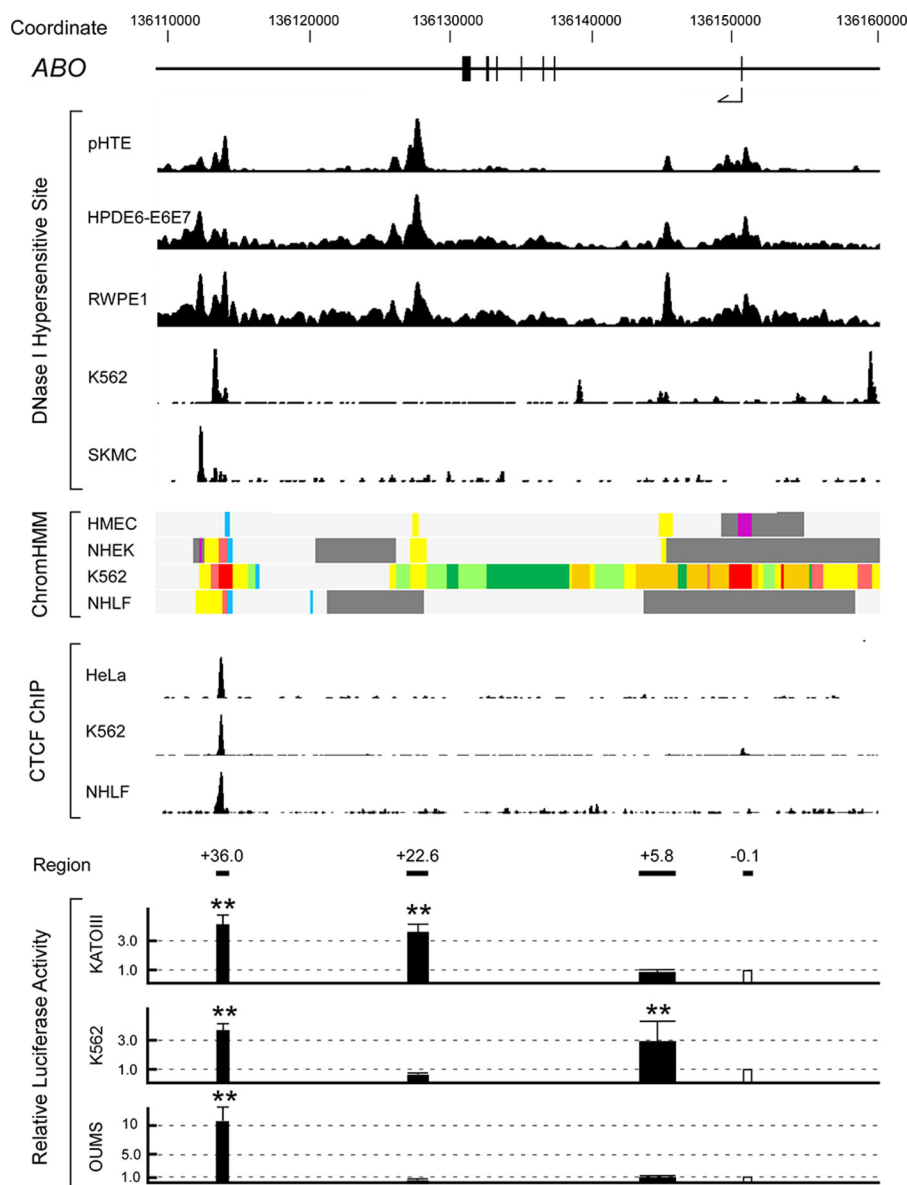 Coordinate 136110000 136120000 136130000 136140000 136150000 136160000
ABO
DNase I Hypersensitive Site
pHTE
HPDE6-E6E7
RWPE1
K562
SKMC
ChromHMM
HMEC
NHEK
K562
NHLF
CTCF ChIP
HeLa
K562
NHLF
Region +36.0 +22.6 +5.8 -0.1
Relative Luciferase Activity
KATOIII
** **
3.0
1.0
K562
** **
3.0
1.0
OUMS
**
10
5.0
1.0